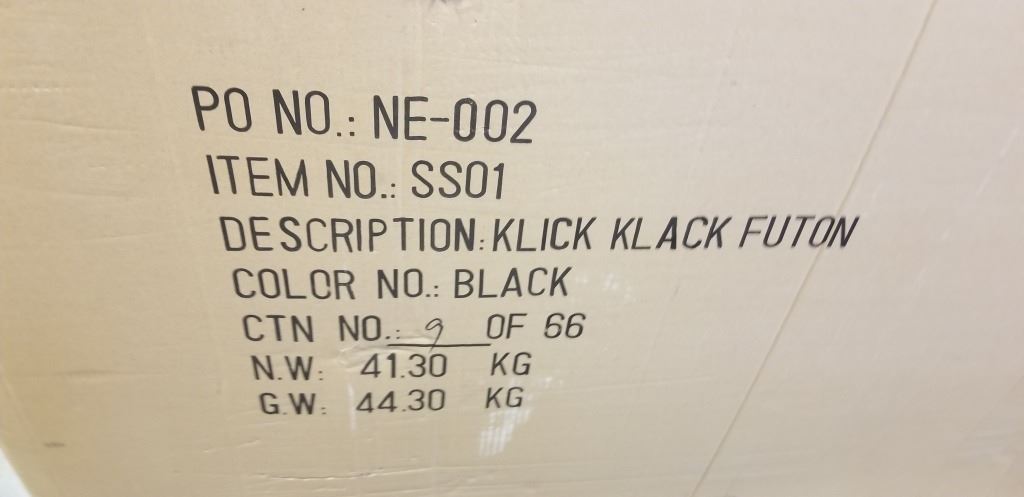 PO NO.: NE-002
ITEM NO.: SS01
DESCRIPTION: KLICK KLACK FUTON
COLOR NO.: BLACK
CTN NO.: 9 OF 66
N.W: 41.30 KG
G.W: 44.30 KG